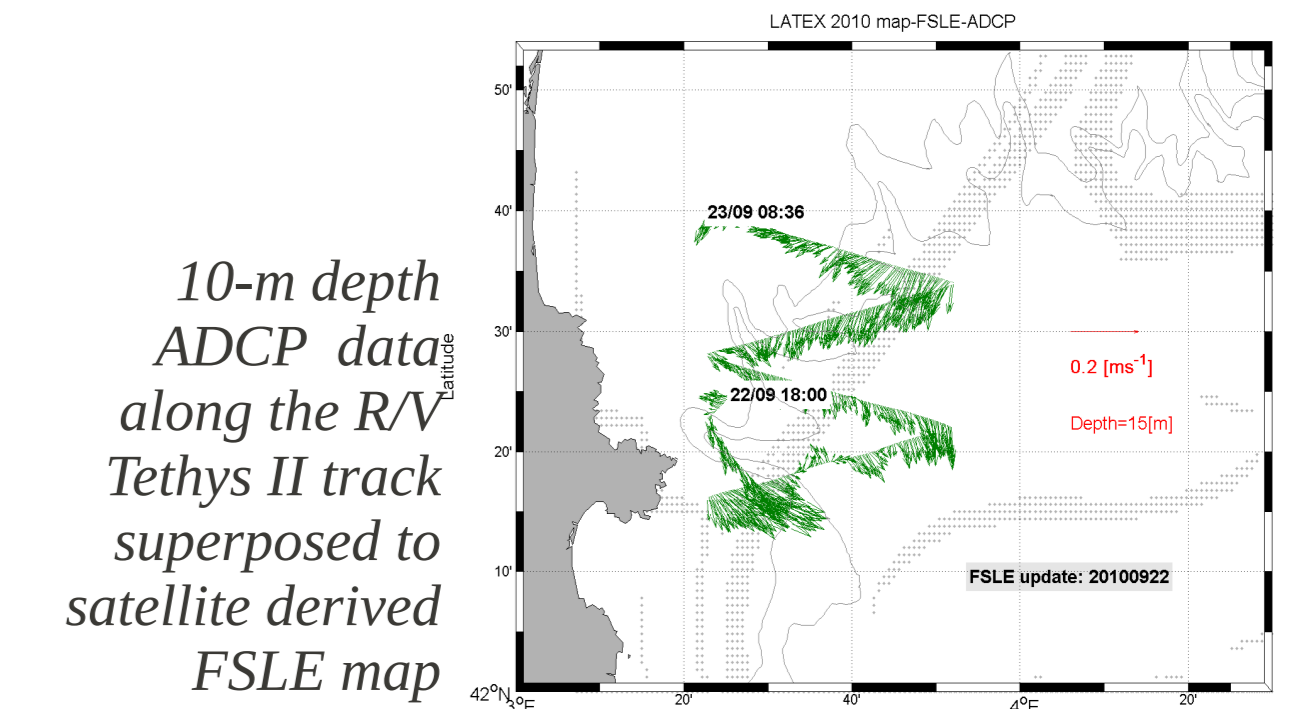 LATEX 2010 map-FSLE-ADCP
10-m depth
ADCP data
along the R/V
Tethys II track
superposed to
satellite derived
FSLE map
Latitude
50'
40'
30'
20'
10'
42°N
3°E
20'
40'
4°E
20'
23/09 08:36
22/09 18:00
0.2 [ms-1]
Depth=15[m]
FSLE update: 20100922